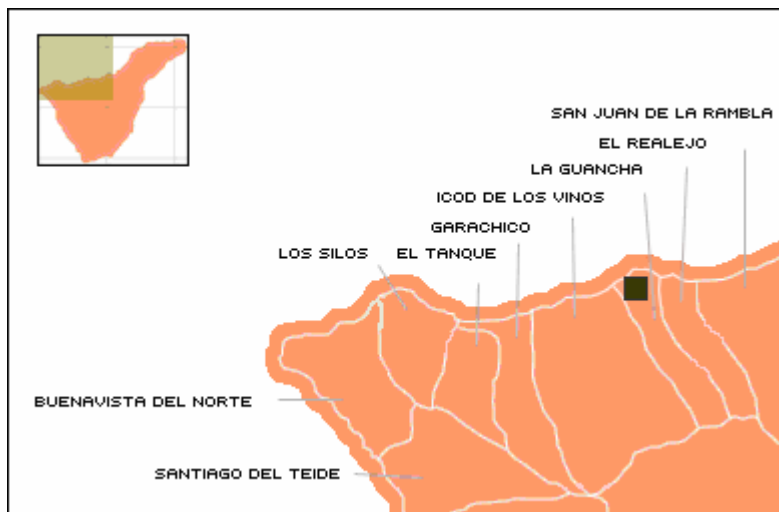 SAN JUAN DE LA RAMBLA
EL REALEJO
LA GUANCHA
ICOD DE LOS VINOS
GARACHICO
LOS SILOS
EL TANQUE
BUENAVISTA DEL NORTE
SANTIAGO DEL TEIDE